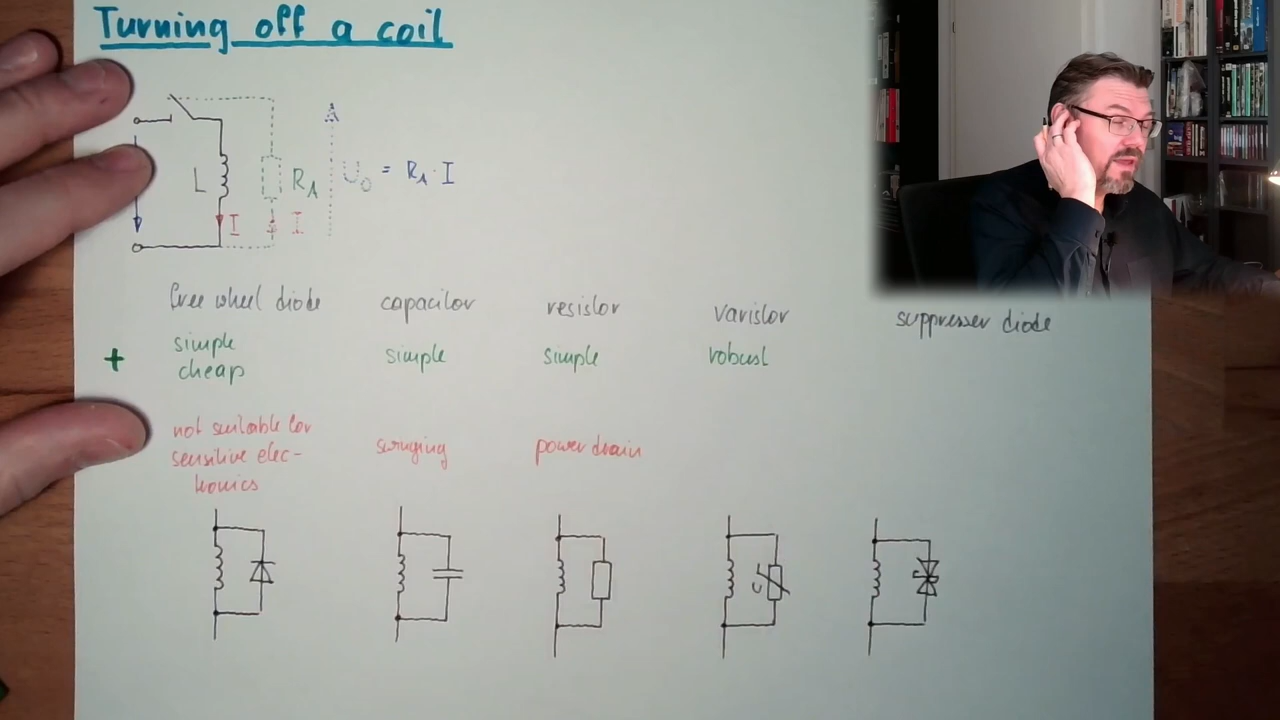 Turning off a coil
L
I
I
R_A
U_0 = R_A · I
free wheel diode
capacitor
resistor
varistor
suppresser diode
+
simple
cheap
simple
simple
robust
not suitable for
sensitive elec-
tronics
swinging
power drain
U